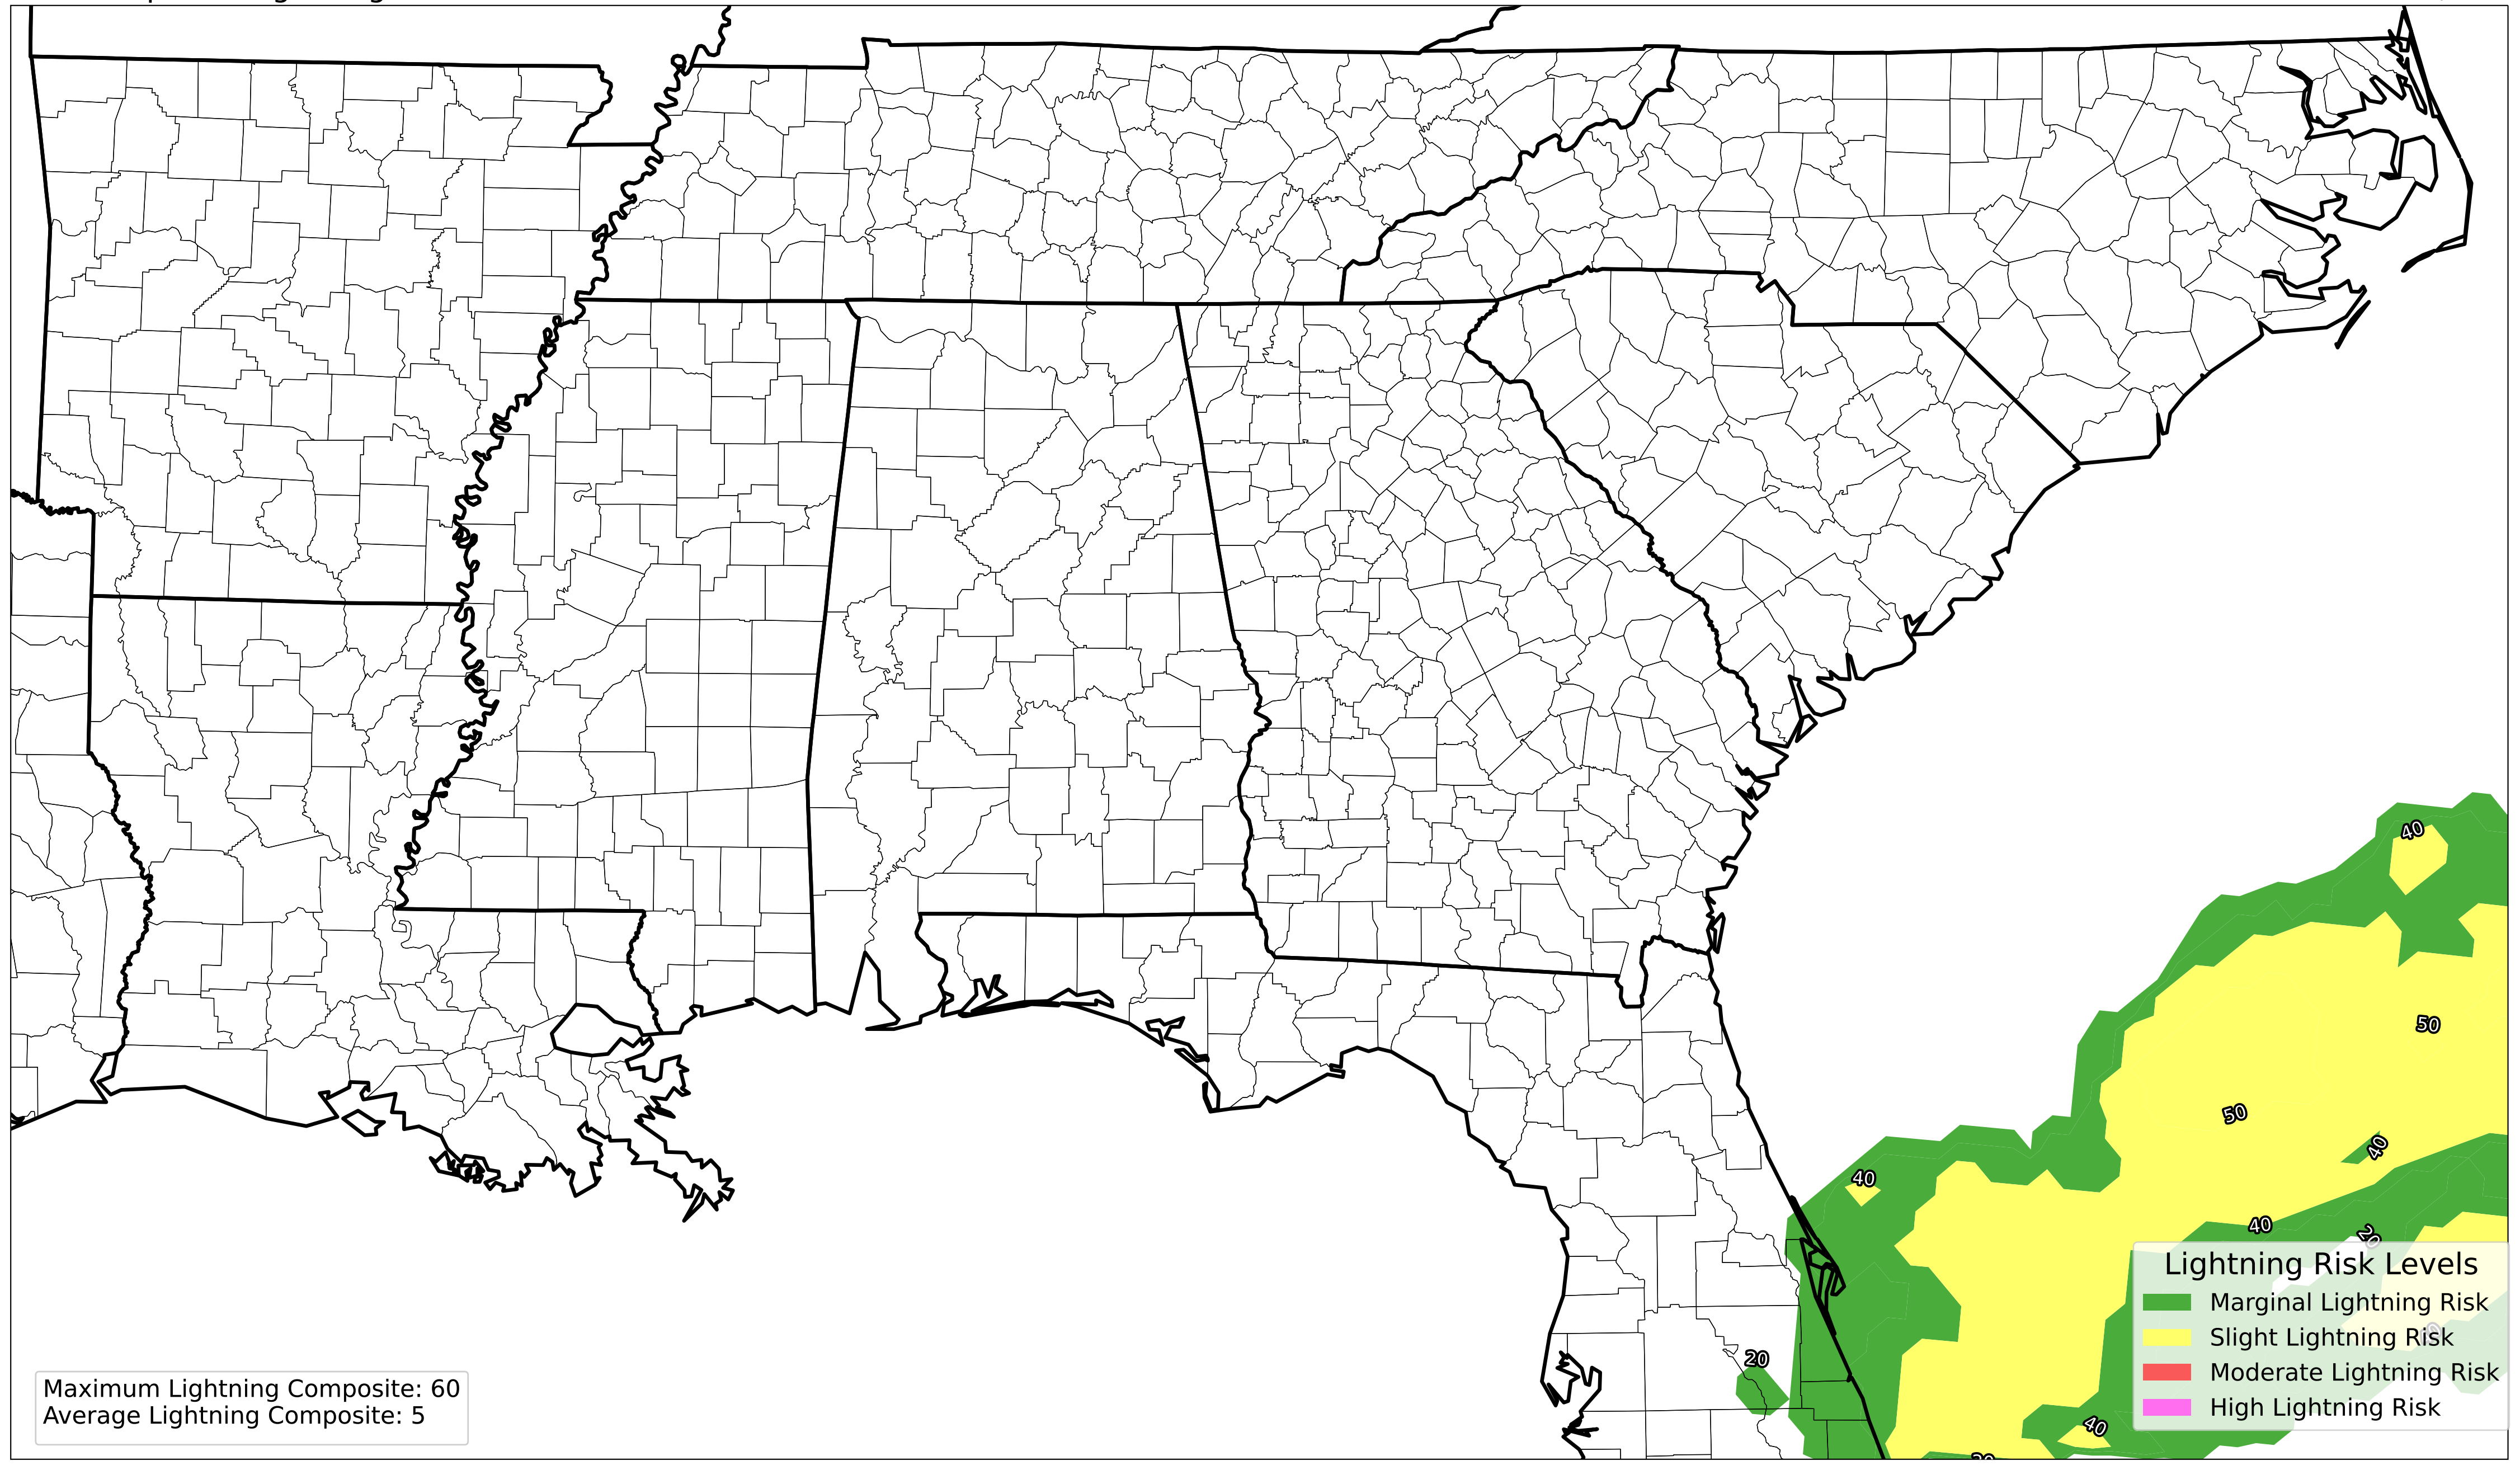 40
50
50
40
40
40
20
20
40
Lightning Risk Levels
Marginal Lightning Risk
Slight Lightning Risk
Moderate Lightning Risk
High Lightning Risk
Maximum Lightning Composite: 60
Average Lightning Composite: 5